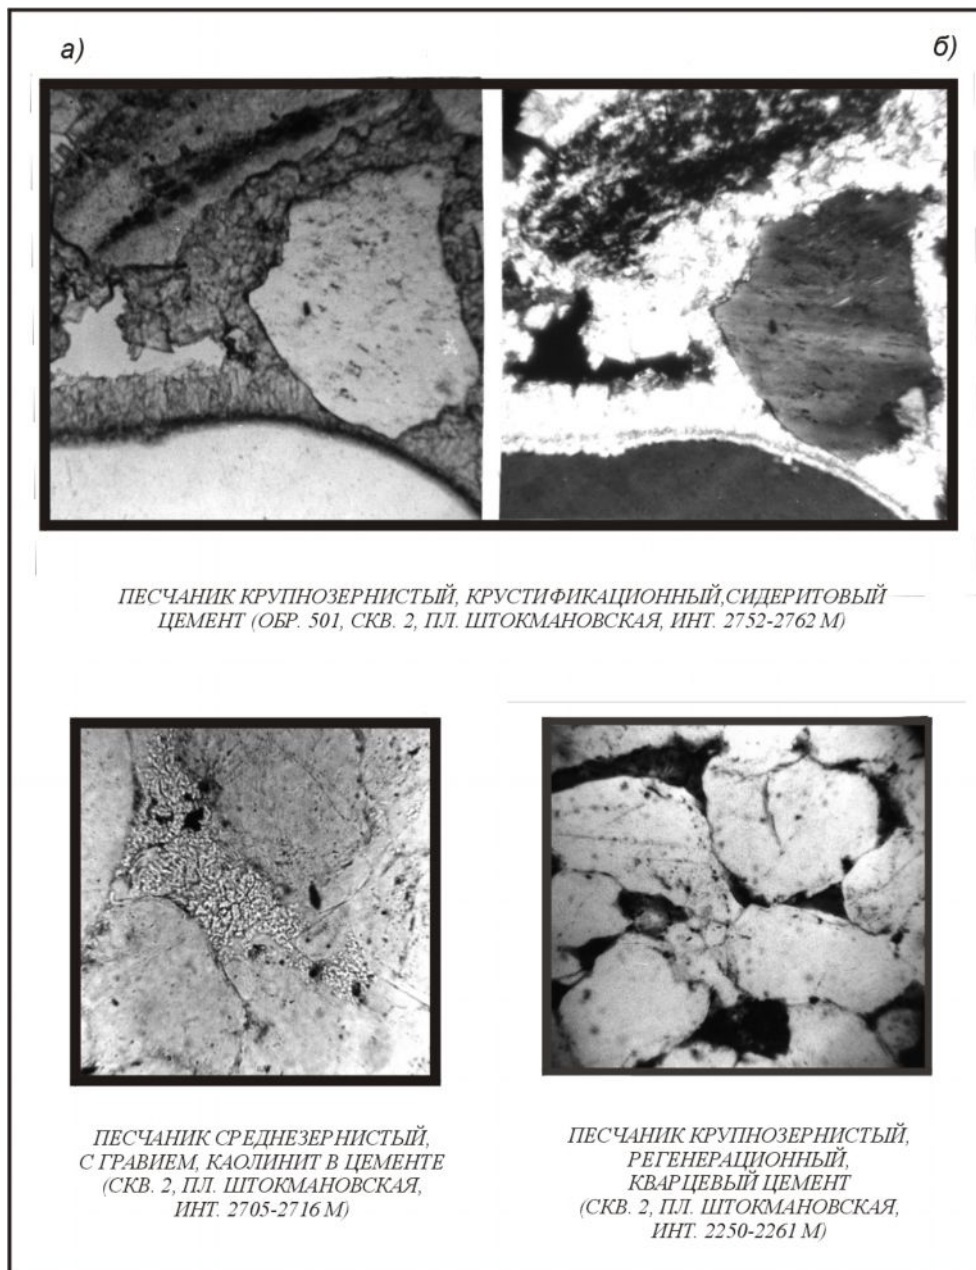 а)
б)
ПЕСЧАНИК КРУПНОЗЕРНИСТЫЙ, КРУСТИФИКАЦИОННЫЙ,СИДЕРИТОВЫЙ
ЦЕМЕНТ (ОБР. 501, СКВ. 2, ПЛ. ШТОКМАНОВСКАЯ, ИНТ. 2752-2762 М)
ПЕСЧАНИК СРЕДНЕЗЕРНИСТЫЙ,
С ГРАВИЕМ, КАОЛИНИТ В ЦЕМЕНТЕ
(СКВ. 2, ПЛ. ШТОКМАНОВСКАЯ,
ИНТ. 2705-2716 М)
ПЕСЧАНИК КРУПНОЗЕРНИСТЫЙ,
РЕГЕНЕРАЦИОННЫЙ,
КВАРЦЕВЫЙ ЦЕМЕНТ
(СКВ. 2, ПЛ. ШТОКМАНОВСКАЯ,
ИНТ. 2250-2261 М)